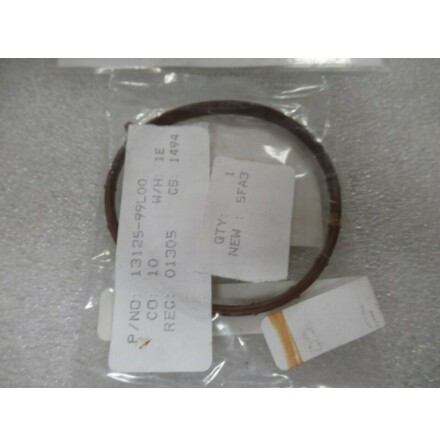 P/NO: 13125-99L00
CO: 10 W/H: 1E
REC: 01305 CS: 1494
QTY: 1
NEW : 5FA3